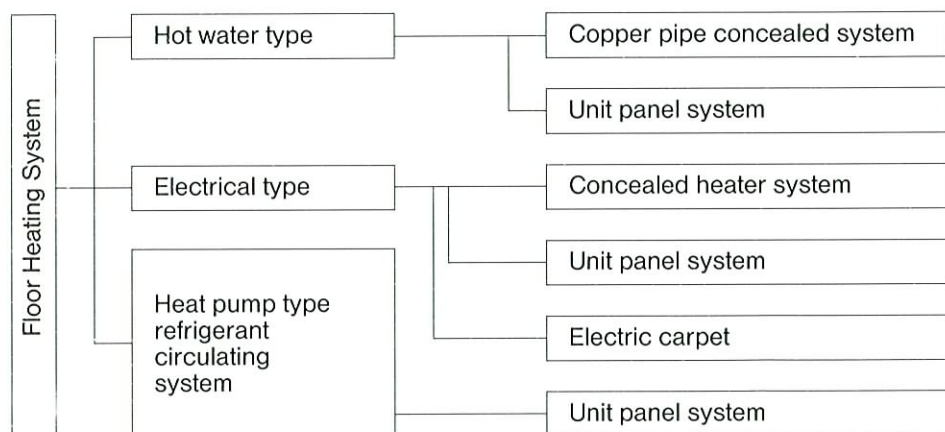 Floor Heating System
Hot water type
Copper pipe concealed system
Unit panel system
Electrical type
Concealed heater system
Unit panel system
Electric carpet
Heat pump type
refrigerant
circulating
system
Unit panel system